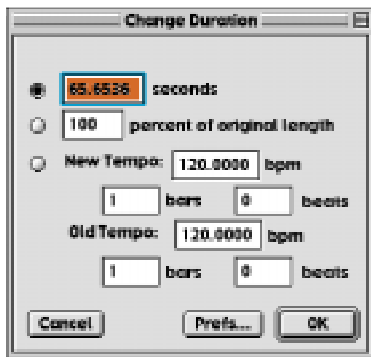 Change Duration
65.6536 seconds
100 percent of original length
New Tempo: 120.0000 bpm
1 bars 0 beats
Old Tempo: 120.0000 bpm
1 bars 0 beats
Cancel Prefs... OK